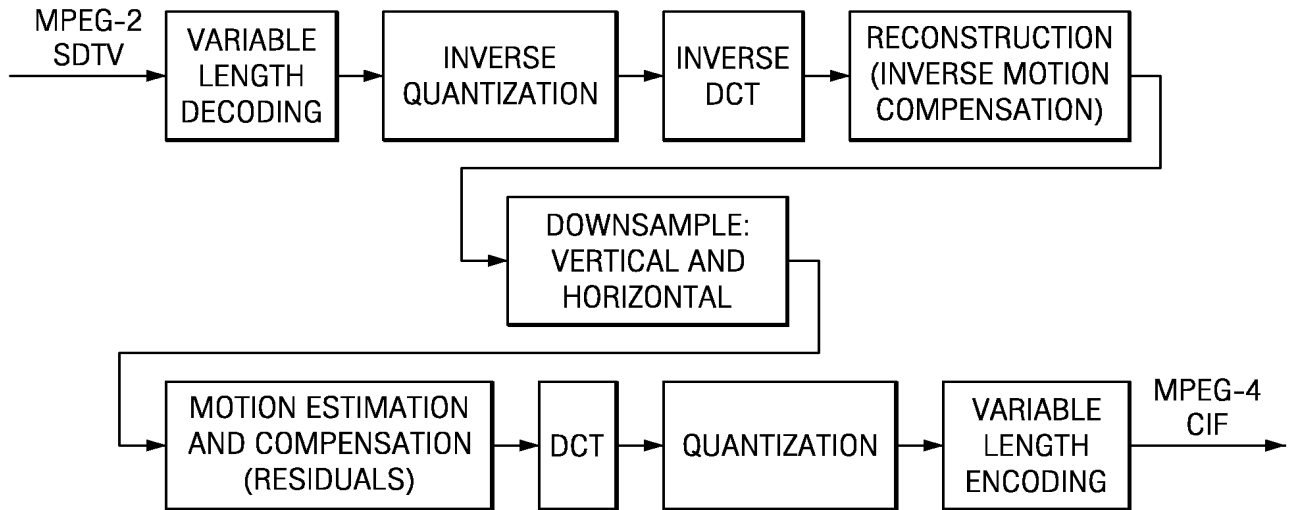 MPEG-2
SDTV
VARIABLE
LENGTH
DECODING
INVERSE
QUANTIZATION
INVERSE
DCT
RECONSTRUCTION
(INVERSE MOTION
COMPENSATION)
DOWNSAMPLE:
VERTICAL AND
HORIZONTAL
MOTION ESTIMATION
AND COMPENSATION
(RESIDUALS)
DCT
QUANTIZATION
VARIABLE
LENGTH
ENCODING
MPEG-4
CIF